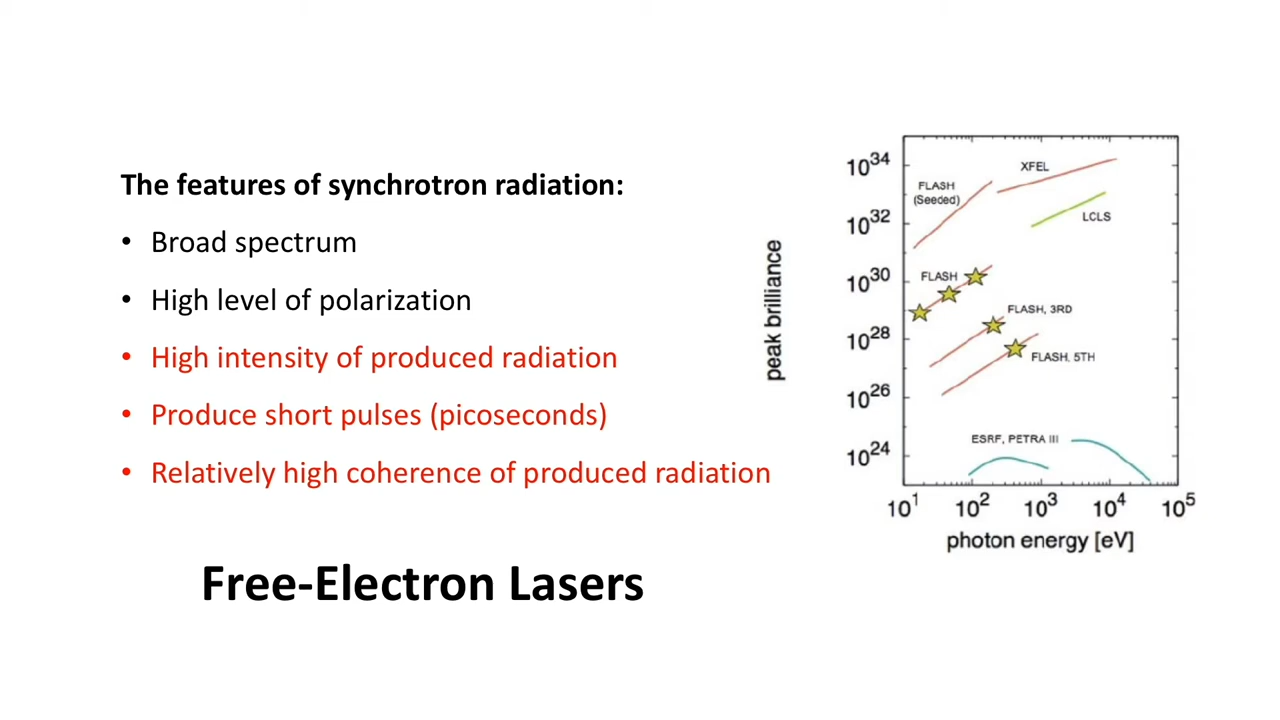 The features of synchrotron radiation:
• Broad spectrum
• High level of polarization
• High intensity of produced radiation
• Produce short pulses (picoseconds)
• Relatively high coherence of produced radiation
Free-Electron Lasers
peak brilliance
10^34
10^32
10^30
10^28
10^26
10^24
XFEL
FLASH
(Seeded)
LCLS
FLASH
FLASH, 3RD
FLASH, 5TH
ESRF, PETRA III
10^1 10^2 10^3 10^4 10^5
photon energy [eV]